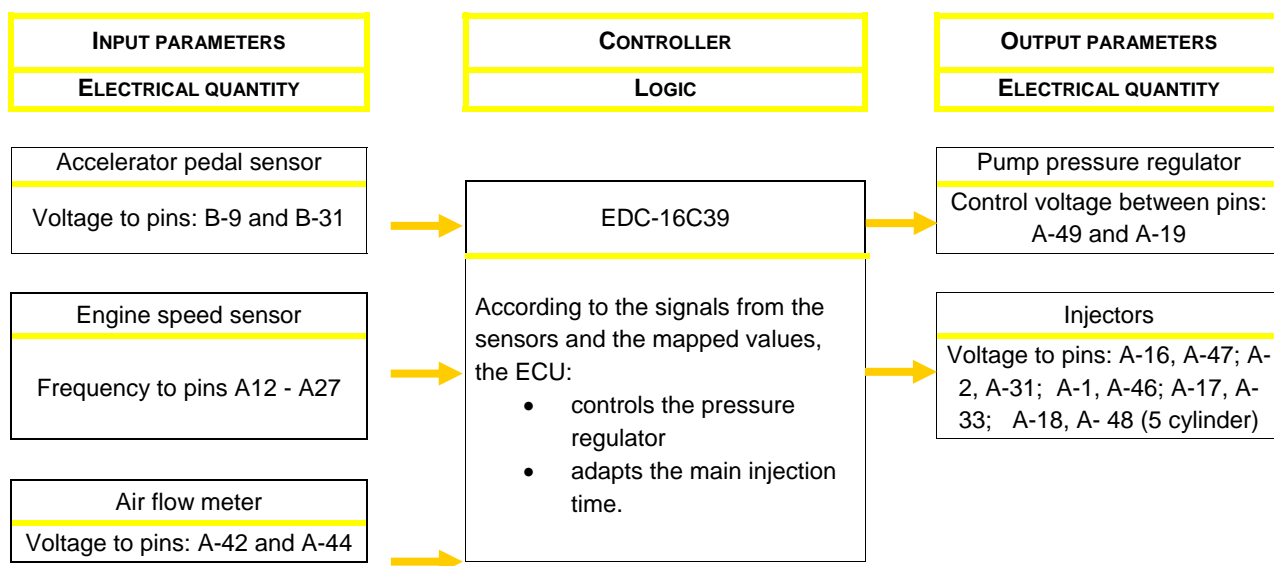 INPUT PARAMETERS
ELECTRICAL QUANTITY
Accelerator pedal sensor
Voltage to pins: B-9 and B-31
Engine speed sensor
Frequency to pins A12 - A27
Air flow meter
Voltage to pins: A-42 and A-44
CONTROLLER
LOGIC
EDC-16C39
According to the signals from the
sensors and the mapped values,
the ECU:
• controls the pressure
regulator
• adapts the main injection
time.
OUTPUT PARAMETERS
ELECTRICAL QUANTITY
Pump pressure regulator
Control voltage between pins:
A-49 and A-19
Injectors
Voltage to pins: A-16, A-47; A-
2, A-31; A-1, A-46; A-17, A-
33; A-18, A- 48 (5 cylinder)